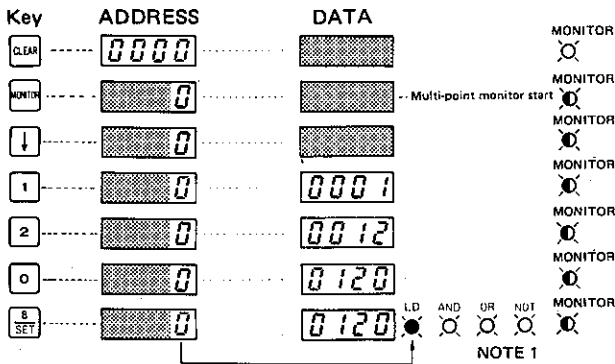 Key ADDRESS DATA
CLEAR 0000 MONITOR
MONITOR 0 Multi-point monitor start MONITOR
↓ 0 MONITOR
1 0 0001 MONITOR
2 0 0012 MONITOR
0 0 0120 MONITOR
8/SET 0 0120 LD AND OR NOT MONITOR
NOTE 1